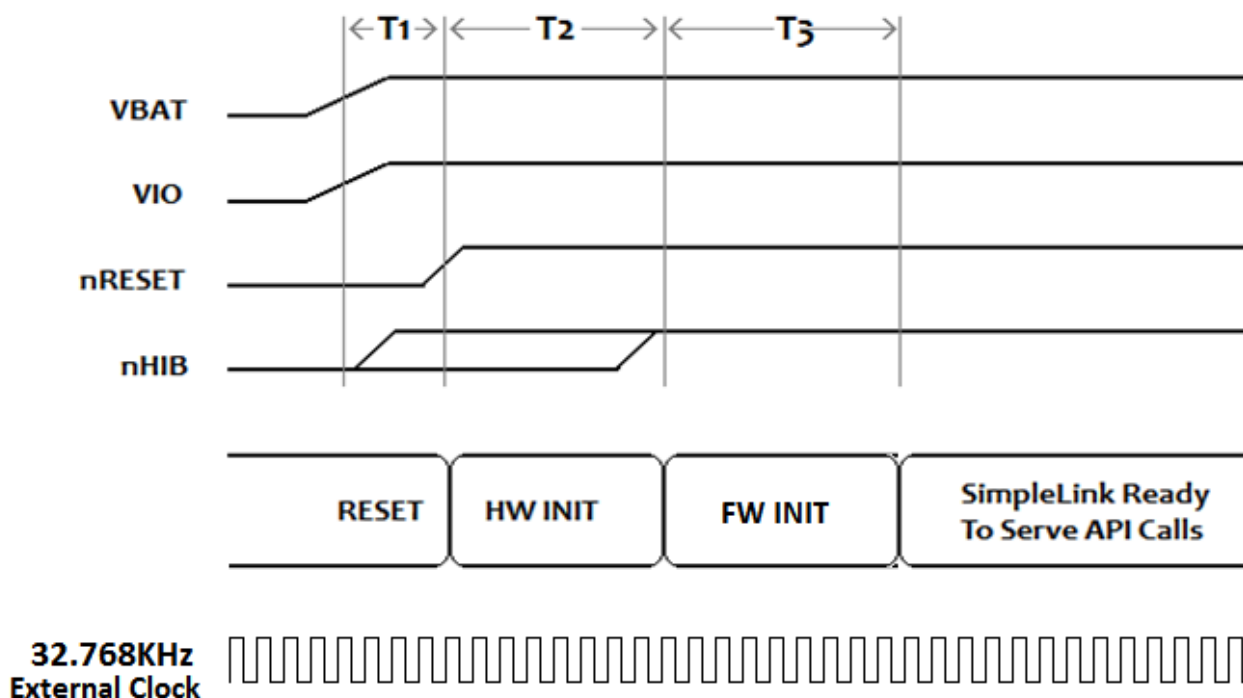 T1 T2 T3
VBAT
VIO
nRESET
nHIB
RESET HW INIT FW INIT SimpleLink Ready
To Serve API Calls
32.768KHz
External Clock